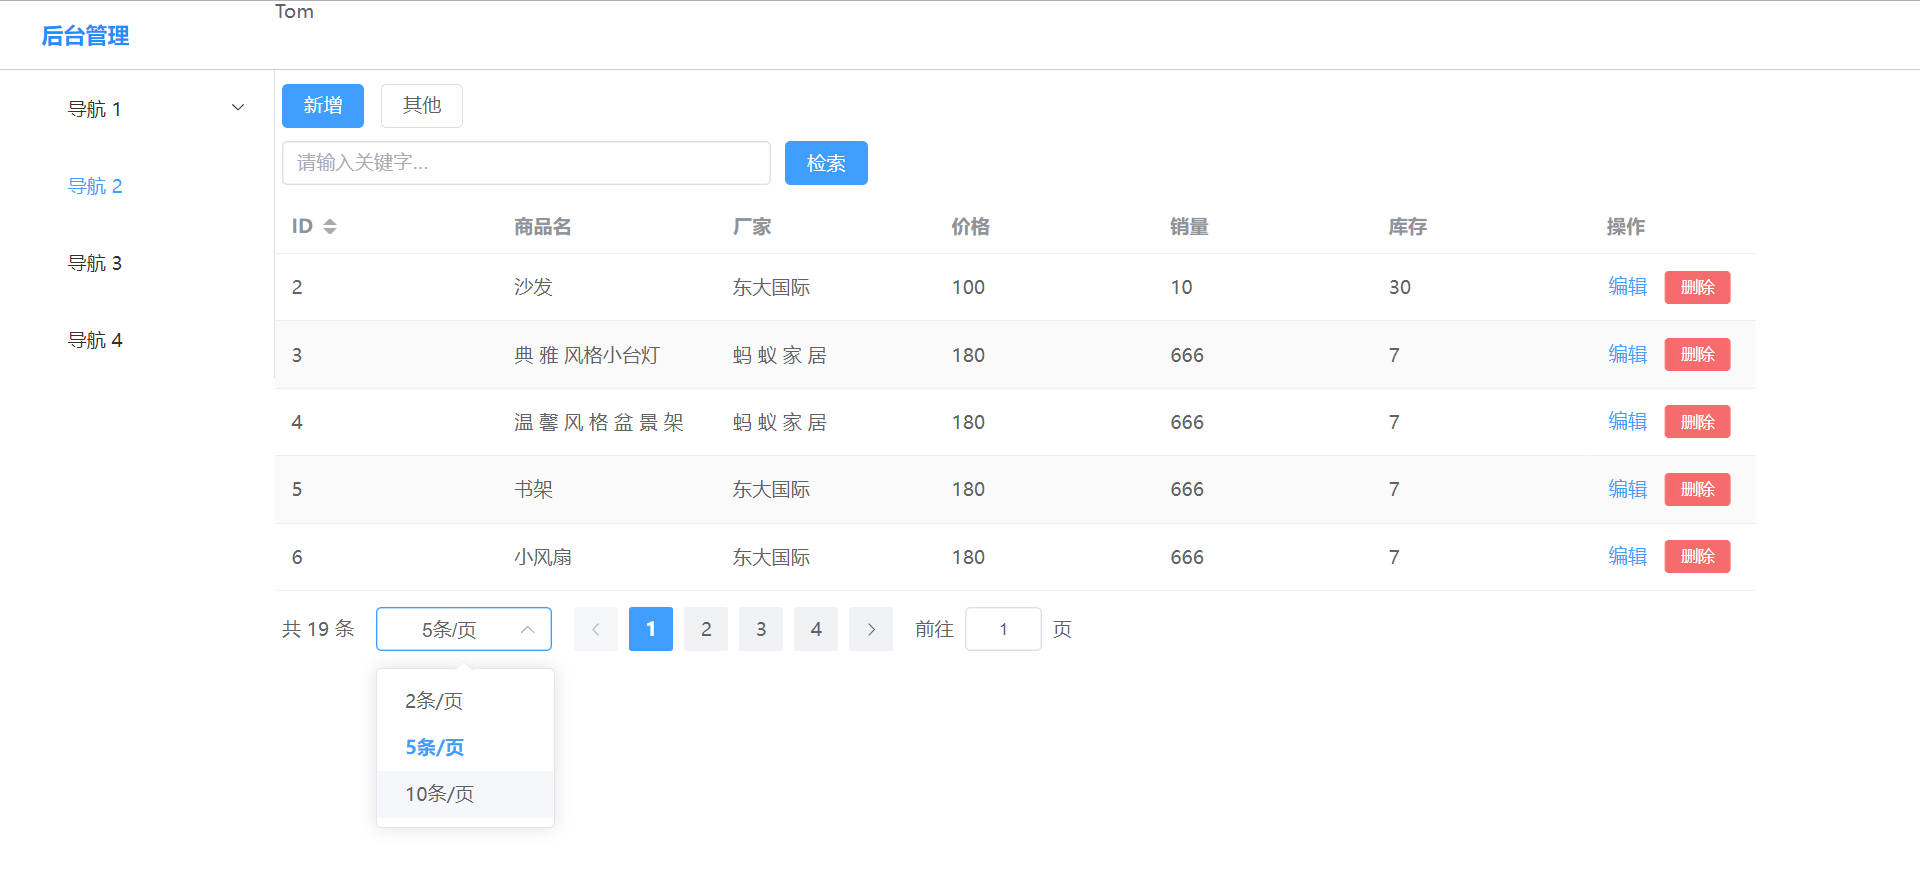 Tom
后台管理
导航 1
导航 2
导航 3
导航 4
新增 其他
请输入关键字... 检索
ID 商品名 厂家 价格 销量 库存 操作
2 沙发 东大国际 100 10 30 编辑 删除
3 典 雅 风格小台灯 蚂 蚁 家 居 180 666 7 编辑 删除
4 温 馨 风 格 盆 景 架 蚂 蚁 家 居 180 666 7 编辑 删除
5 书架 东大国际 180 666 7 编辑 删除
6 小风扇 东大国际 180 666 7 编辑 删除
共 19 条 5条/页 1 2 3 4 前往 1 页
2条/页
5条/页
10条/页